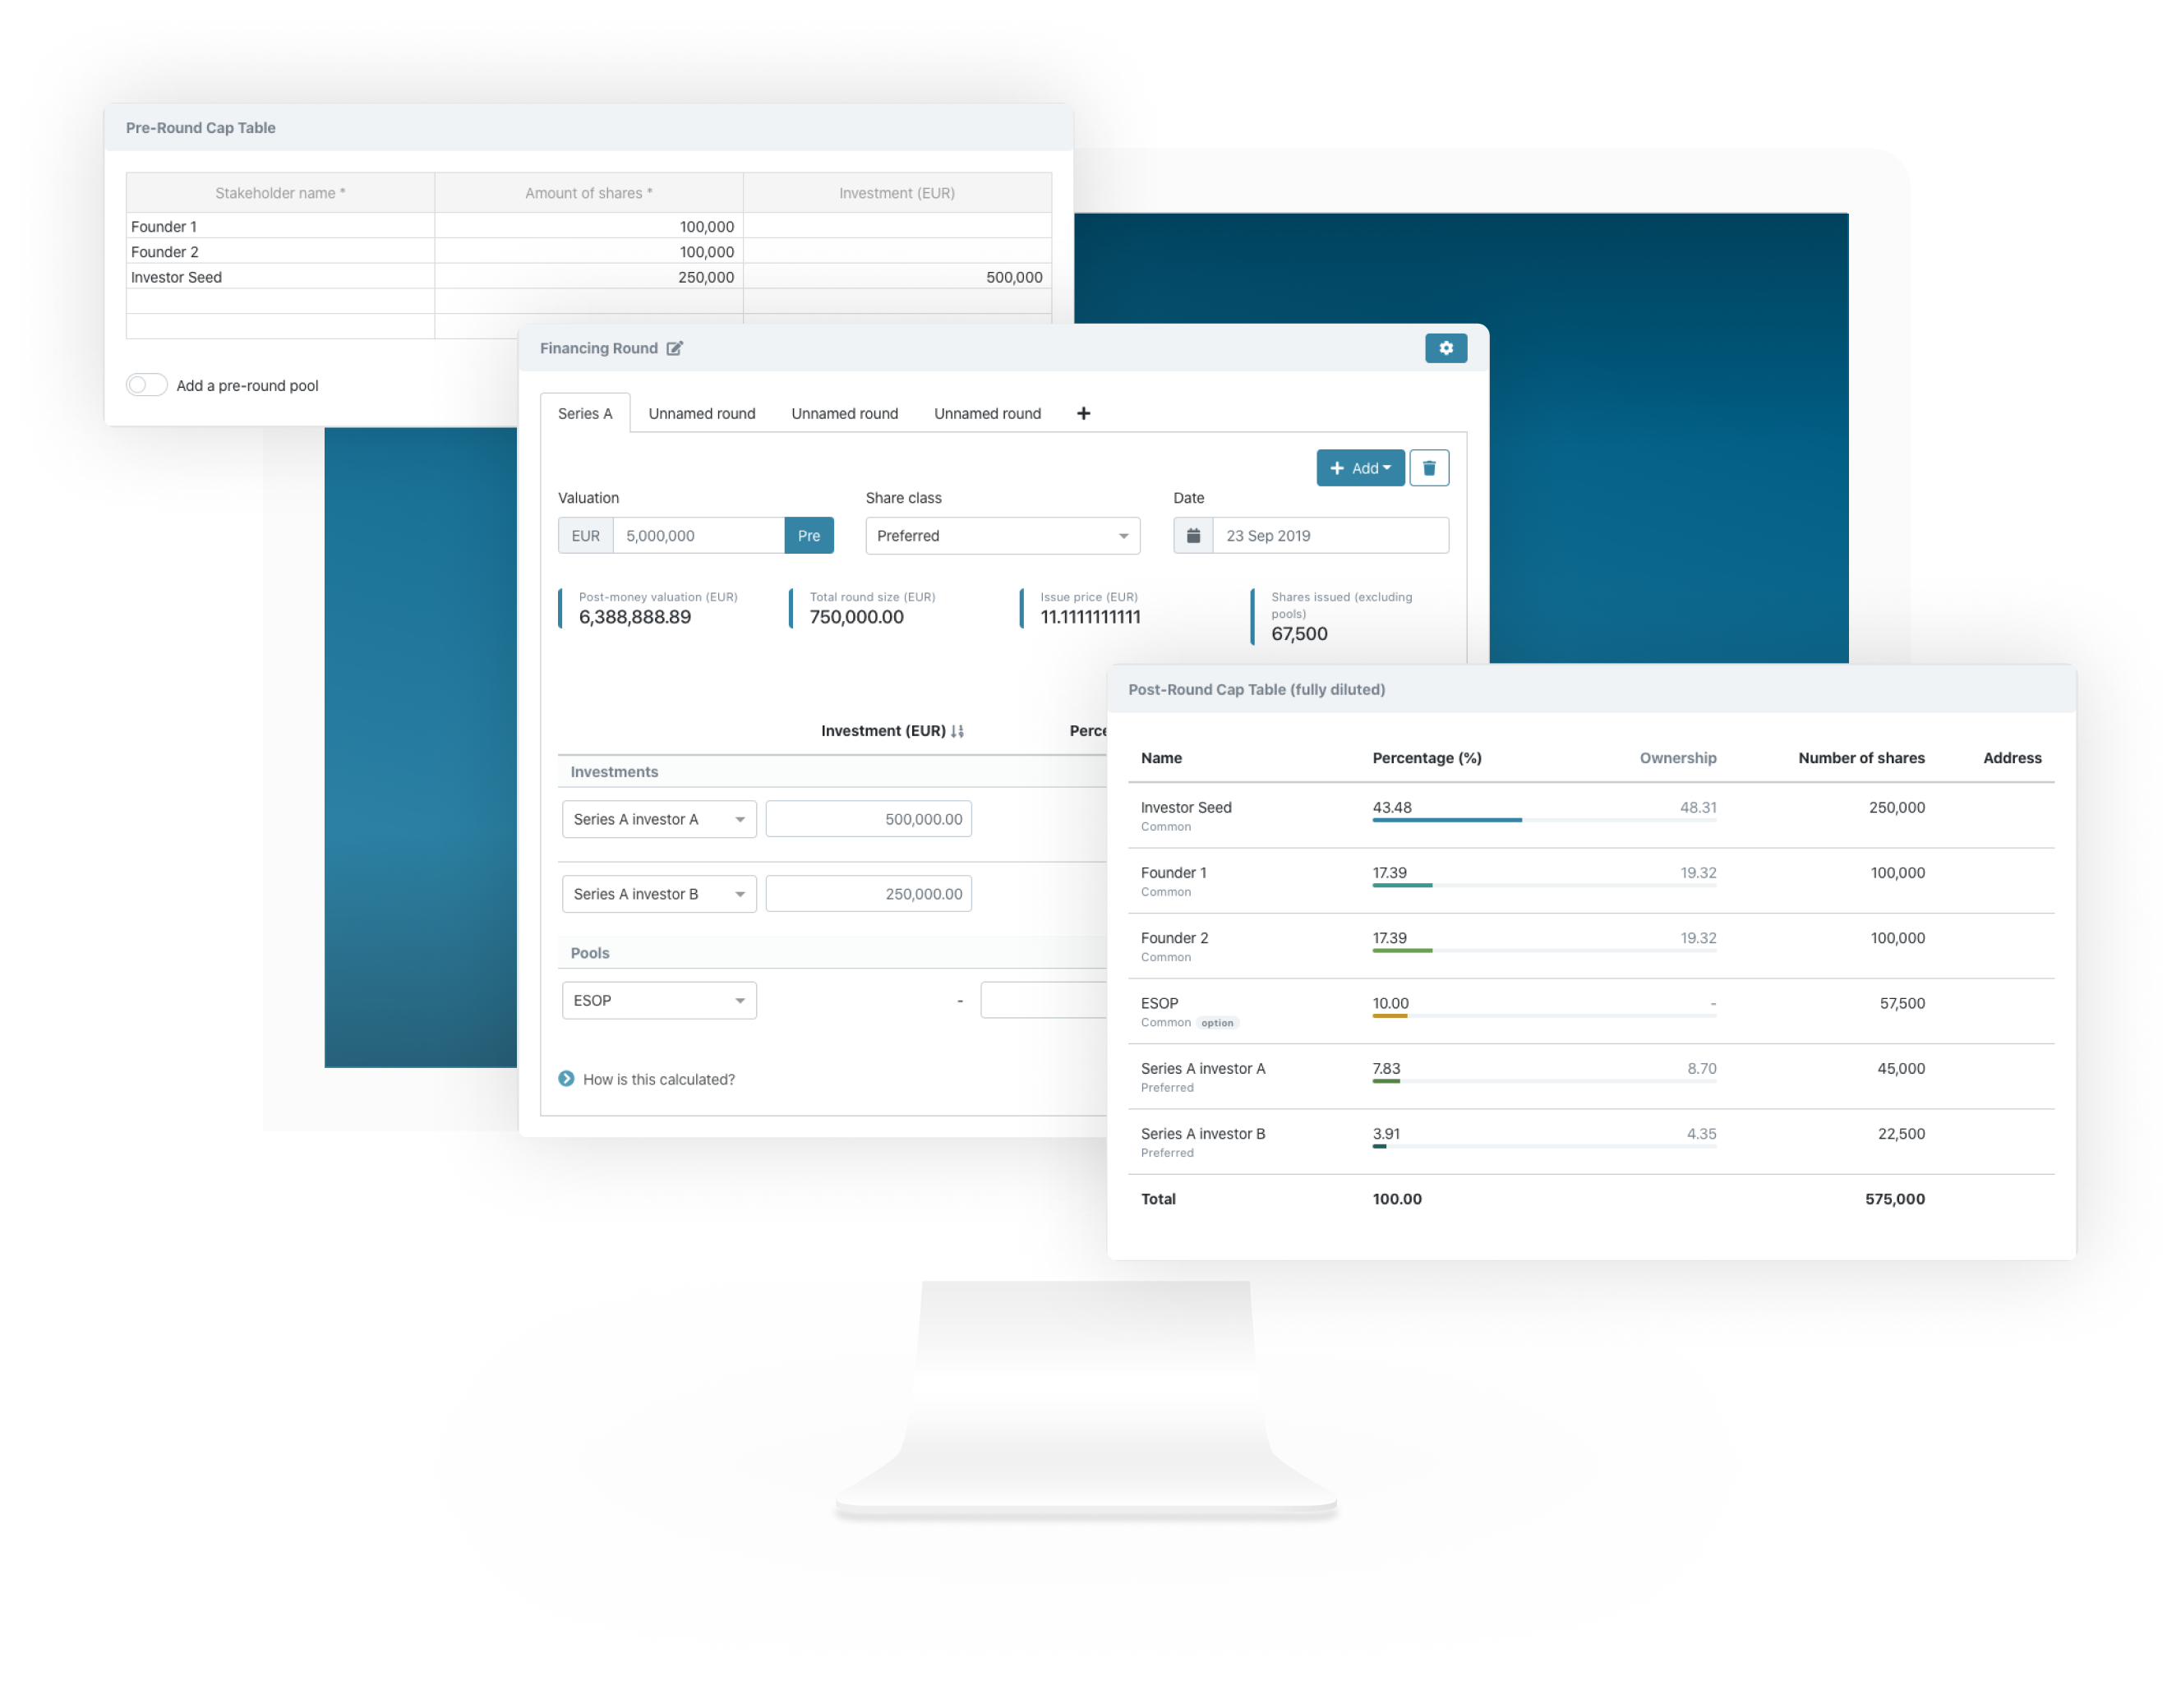 Pre-Round Cap Table
Stakeholder name * Amount of shares * Investment (EUR)
Founder 1 100,000
Founder 2 100,000
Investor Seed 250,000 500,000
Add a pre-round pool
Financing Round
Series A Unnamed round Unnamed round Unnamed round +
+ Add
Valuation Share class Date
EUR 5,000,000 Pre Preferred 23 Sep 2019
Post-money valuation (EUR) Total round size (EUR) Issue price (EUR) Shares issued (excluding
pools)
6,388,888.89 750,000.00 11.1111111111 67,500
Investment (EUR)
Investments
Series A investor A 500,000.00
Series A investor B 250,000.00
Pools
ESOP -
How is this calculated?
Post-Round Cap Table (fully diluted)
Name Percentage (%) Ownership Number of shares Address
Investor Seed 43.48 48.31 250,000
Common
Founder 1 17.39 19.32 100,000
Common
Founder 2 17.39 19.32 100,000
Common
ESOP 10.00 - 57,500
Common option
Series A investor A 7.83 8.70 45,000
Preferred
Series A investor B 3.91 4.35 22,500
Preferred
Total 100.00 575,000